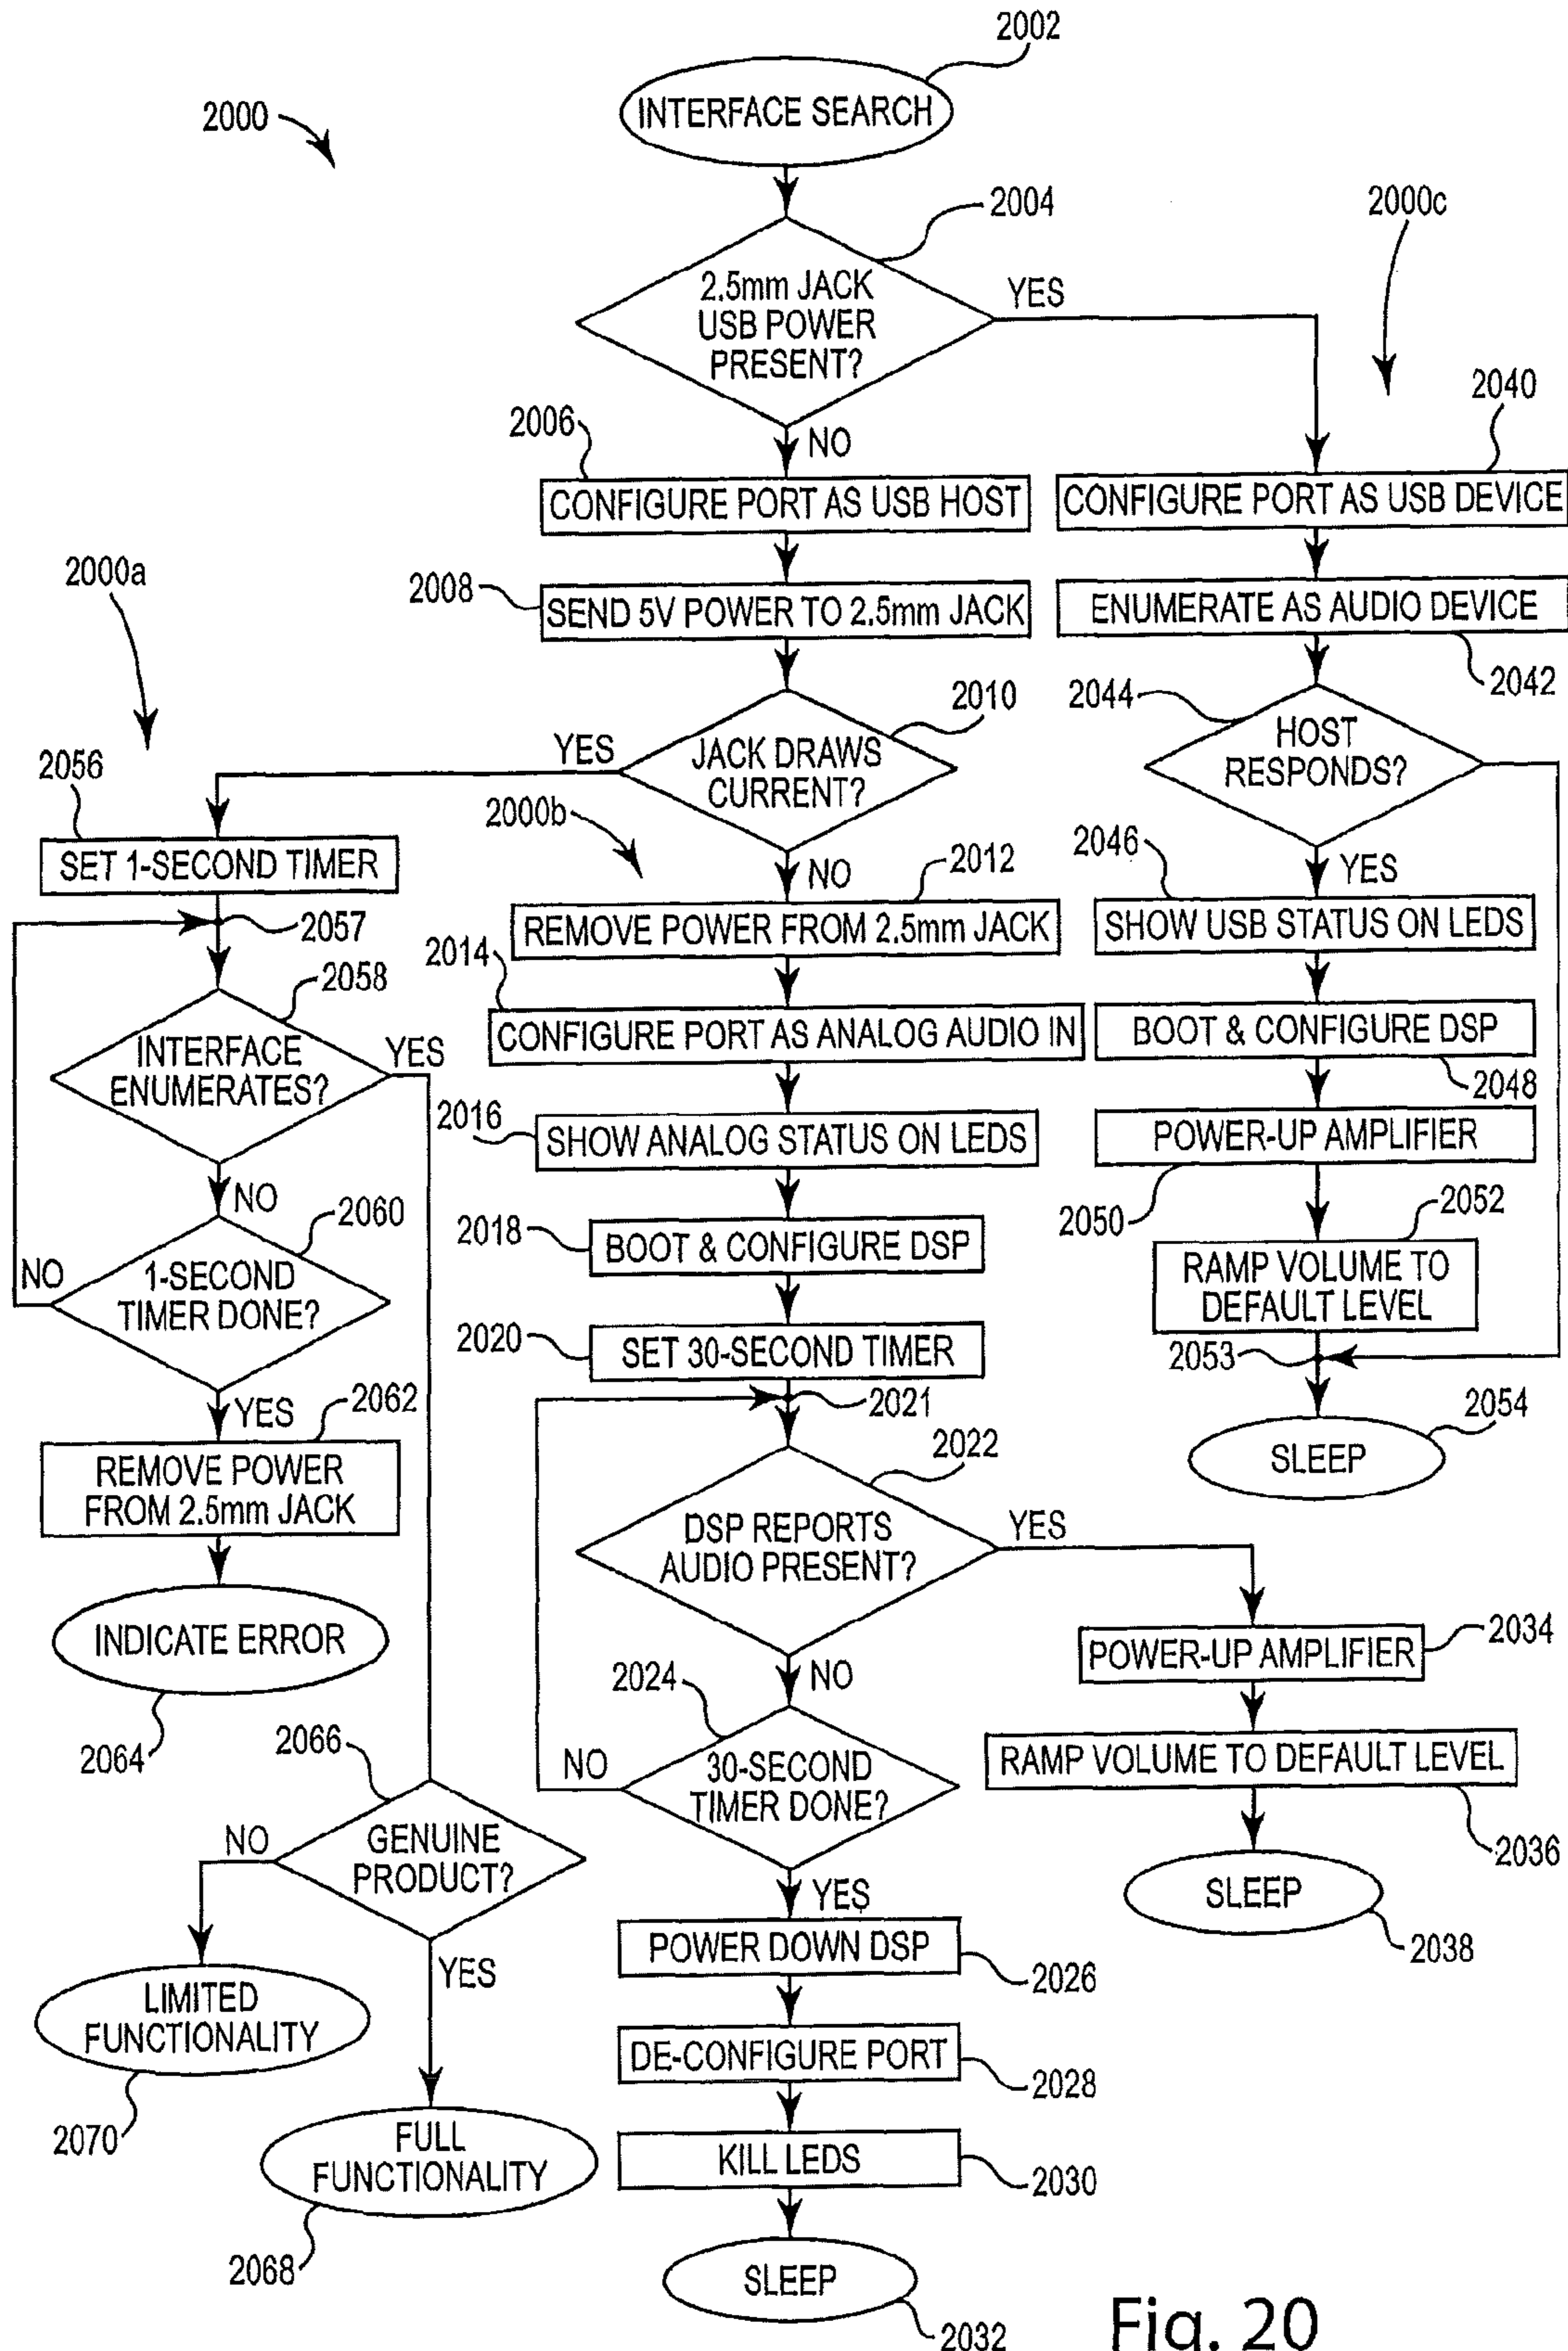 2002
INTERFACE SEARCH
2000
2004
2000c
2.5mm JACK
USB POWER
PRESENT?
YES
NO
2006
CONFIGURE PORT AS USB HOST
2040
CONFIGURE PORT AS USB DEVICE
2000a
2008
SEND 5V POWER TO 2.5mm JACK
ENUMERATE AS AUDIO DEVICE
2042
2010
JACK DRAWS
CURRENT?
YES
NO
2044
HOST
RESPONDS?
YES
2056
SET 1-SECOND TIMER
2057
2000b
2012
REMOVE POWER FROM 2.5mm JACK
2046
SHOW USB STATUS ON LEDS
2058
INTERFACE
ENUMERATES?
YES
NO
2014
CONFIGURE PORT AS ANALOG AUDIO IN
BOOT & CONFIGURE DSP
2048
2016
SHOW ANALOG STATUS ON LEDS
POWER-UP AMPLIFIER
2050
2060
1-SECOND
TIMER DONE?
NO
YES
2018
BOOT & CONFIGURE DSP
2052
RAMP VOLUME TO
DEFAULT LEVEL
2053
2020
SET 30-SECOND TIMER
2021
2062
REMOVE POWER
FROM 2.5mm JACK
2054
SLEEP
2022
DSP REPORTS
AUDIO PRESENT?
YES
NO
INDICATE ERROR
2064
POWER-UP AMPLIFIER
2034
2024
30-SECOND
TIMER DONE?
NO
YES
RAMP VOLUME TO DEFAULT LEVEL
2036
2066
GENUINE
PRODUCT?
NO
YES
SLEEP
2038
POWER DOWN DSP
2026
LIMITED
FUNCTIONALITY
2070
DE-CONFIGURE PORT
2028
FULL
FUNCTIONALITY
2068
KILL LEDS
2030
SLEEP
2032
Fig. 20